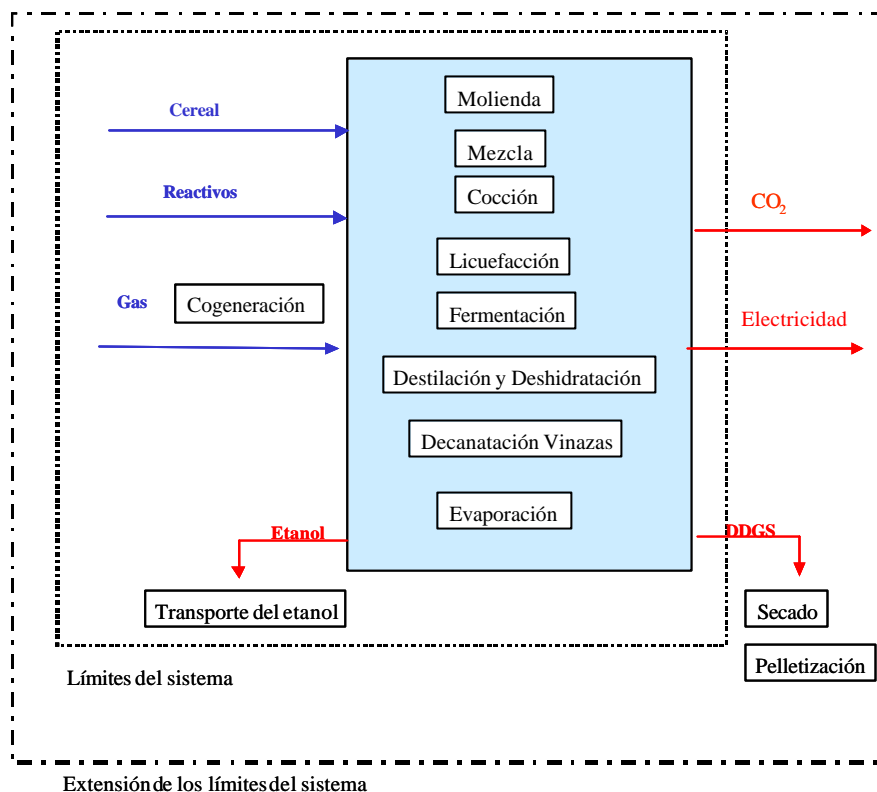 Molienda
Cereal
Mezcla
Reactivos
Cocción
CO₂
Licuefacción
Gas
Cogeneración
Fermentación
Electricidad
Destilación y Deshidratación
Decanatación Vinazas
Evaporación
Etanol
DDGS
Transporte del etanol
Secado
Pelletización
Límites del sistema
Extensión de los límites del sistema